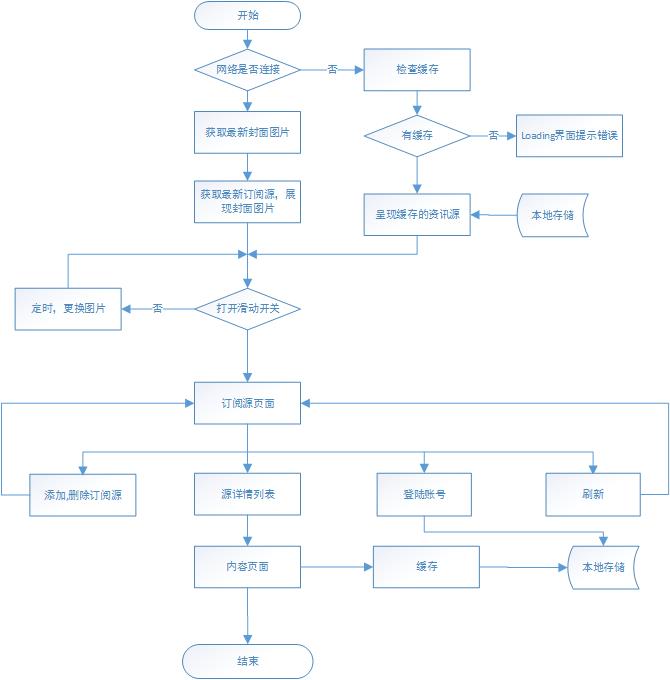 开始
网络是否连接
否
检查缓存
获取最新封面图片
有缓存
否
Loading界面提示错误
获取最新订阅源，展
现封面图片
呈现缓存的资讯源
本地存储
定时，更换图片
否
打开滑动开关
订阅源页面
添加,删除订阅源
源详情列表
登陆账号
刷新
内容页面
缓存
本地存储
结束